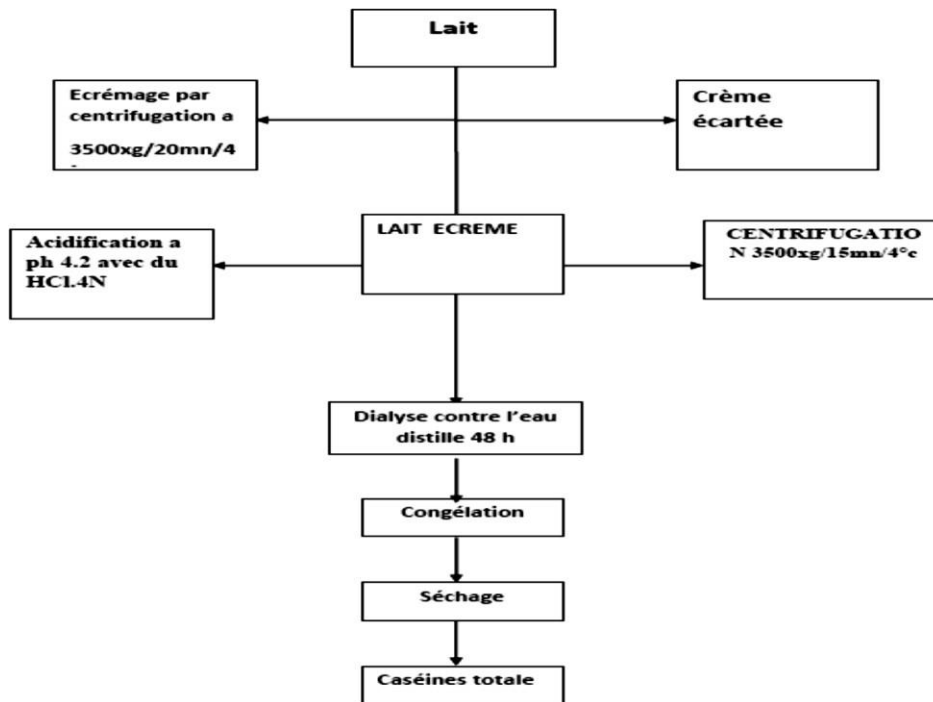 Lait
Ecrémage par
centrifugation a
3500xg/20mn/4
Crème
écartée
Acidification a
ph 4.2 avec du
HCl.4N
LAIT ECREME
CENTRIFUGATIO
N 3500xg/15mn/4°c
Dialyse contre l’eau
distille 48 h
Congélation
Séchage
Caséines totale